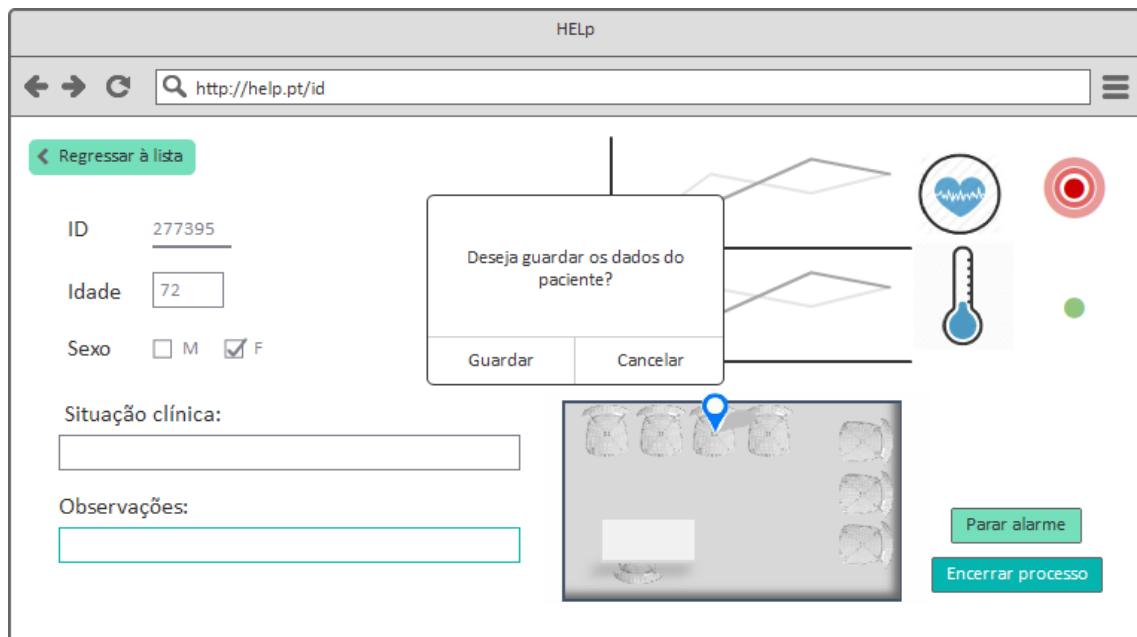 HELp
http://help.pt/id
Regressar à lista
ID 277395
Idade 72
Sexo M F
Situação clínica:
Observações:
Deseja guardar os dados do
paciente?
Guardar Cancelar
Parar alarme
Encerrar processo